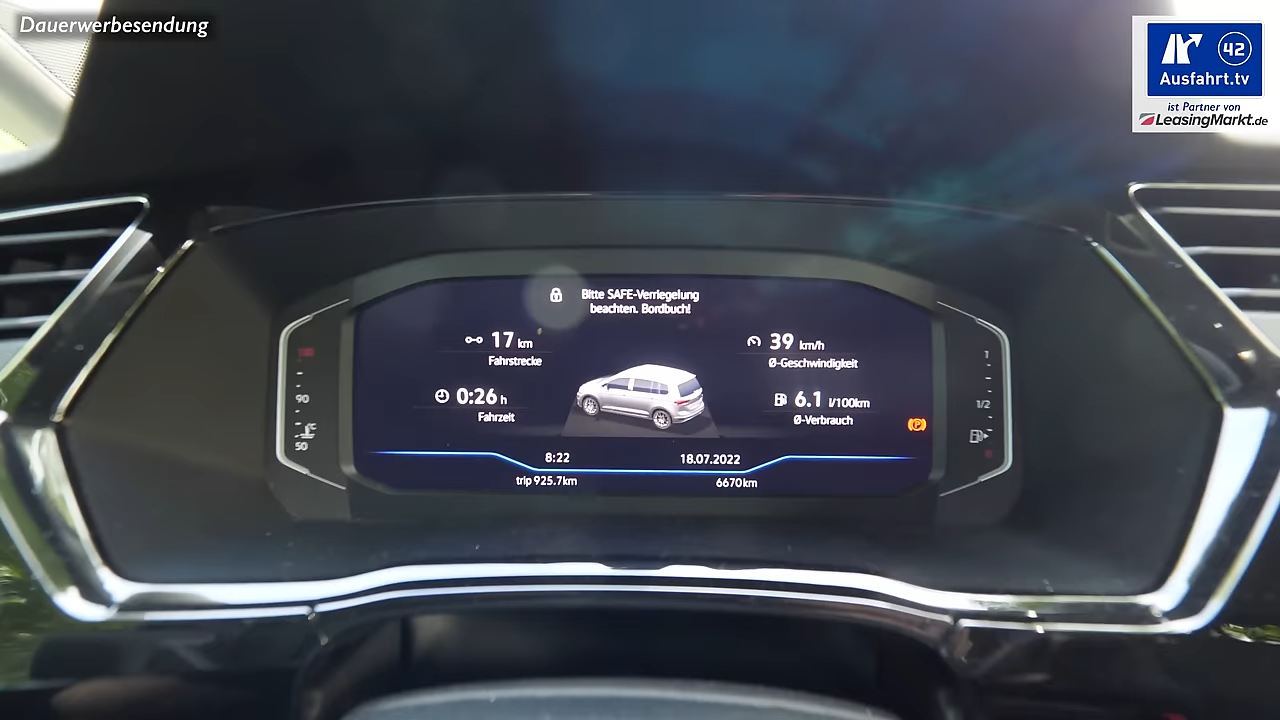 Dauerwerbesendung
42
Ausfahrt.tv
ist Partner von
LeasingMarkt.de
Bitte SAFE-Verriegelung
beachten. Bordbuch!
17 km
Fahrstrecke
39 km/h
Ø-Geschwindigkeit
0:26 h
Fahrzeit
6.1 l/100km
Ø-Verbrauch
8:22
18.07.2022
trip 925.7km
6670km
90
°C
50
1
1/2
(P)